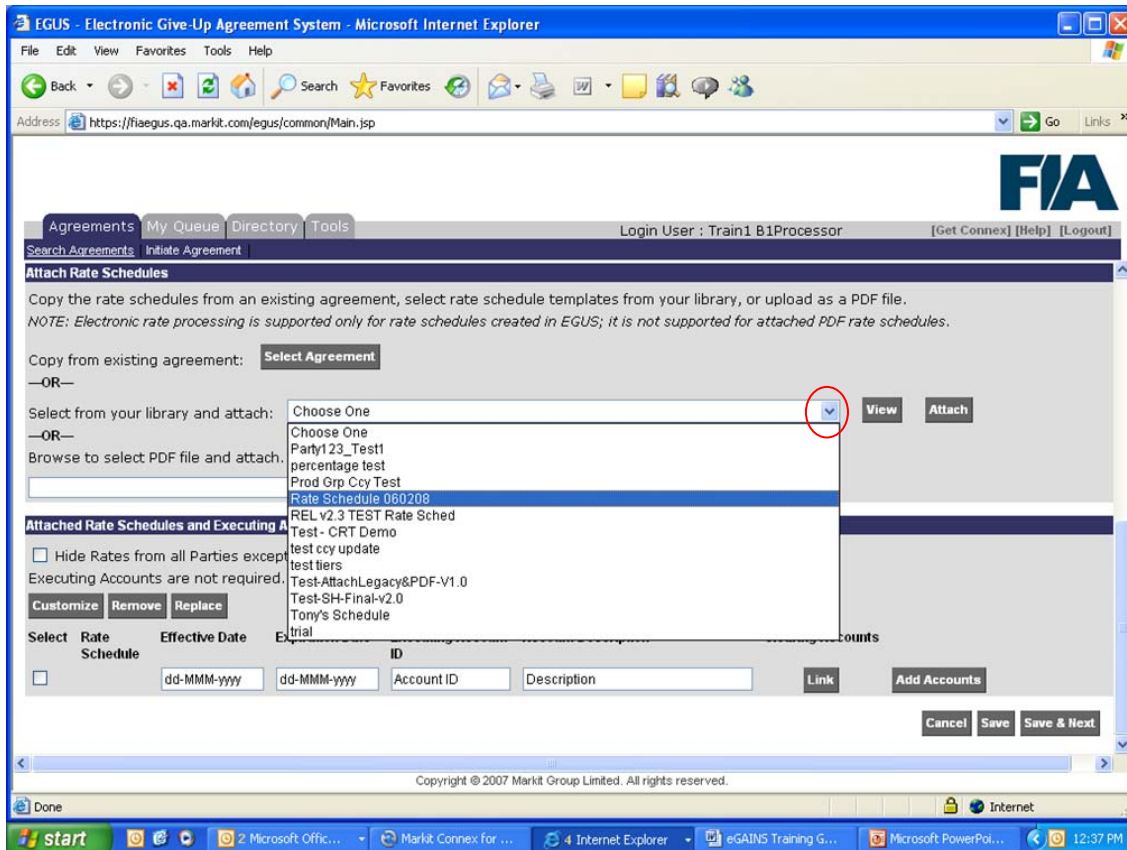 EGUS - Electronic Give-Up Agreement System - Microsoft Internet Explorer
File Edit View Favorites Tools Help
Back Search Favorites
Address https://fiaegus.qa.markit.com/egus/common/Main.jsp Go Links »
FIA
Agreements My Queue Directory Tools Login User : Train1 B1Processor [Get Connex] [Help] [Logout]
Search Agreements Initiate Agreement
Attach Rate Schedules
Copy the rate schedules from an existing agreement, select rate schedule templates from your library, or upload as a PDF file.
NOTE: Electronic rate processing is supported only for rate schedules created in EGUS; it is not supported for attached PDF rate schedules.
Copy from existing agreement: Select Agreement
—OR—
Select from your library and attach: Choose One View Attach
—OR—
Choose One
Party123_Test1
Browse to select PDF file and attach.
percentage test
Prod Grp Ccy Test
Rate Schedule 060208
REL v2.3 TEST Rate Sched
Attached Rate Schedules and Executing A
Test - CRT Demo
Hide Rates from all Parties except
test ccy update
test tiers
Executing Accounts are not required.
Test-AttachLegacy&PDF-V1.0
Test-SH-Final-v2.0
Customize Remove Replace
Tony's Schedule
trial
Select Rate Schedule Effective Date ID
dd-MMM-yyyy dd-MMM-yyyy Account ID Description Link Add Accounts
Cancel Save Save & Next
Copyright © 2007 Markit Group Limited. All rights reserved.
Done Internet
start 2 Microsoft Offic... Markit Connex for ... 4 Internet Explorer eGAINS Training G... Microsoft PowerPoi... 12:37 PM